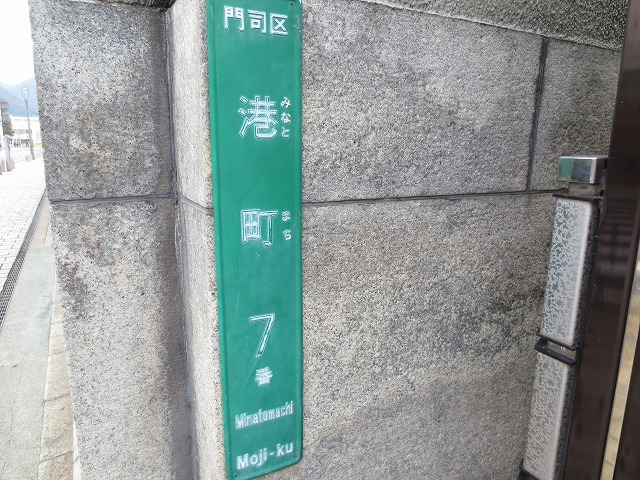 門司区
港町
みなとまち
7番
Minatomachi
Moji-ku